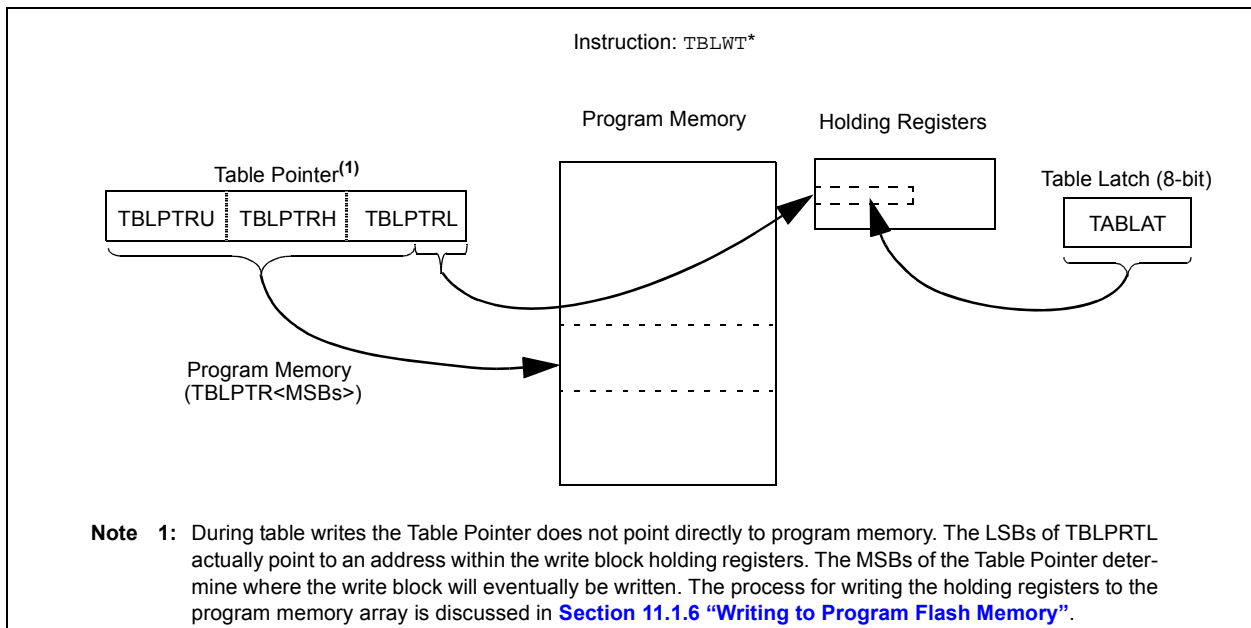 Instruction: TBLWT*
Program Memory
Holding Registers
Table Pointer(1)
Table Latch (8-bit)
TBLPTRU TBLPTRH TBLPTRL
TABLAT
Program Memory
(TBLPTR<MSBs>)
Note 1: During table writes the Table Pointer does not point directly to program memory. The LSBs of TBLPRTL
actually point to an address within the write block holding registers. The MSBs of the Table Pointer deter-
mine where the write block will eventually be written. The process for writing the holding registers to the
program memory array is discussed in Section 11.1.6 “Writing to Program Flash Memory”.